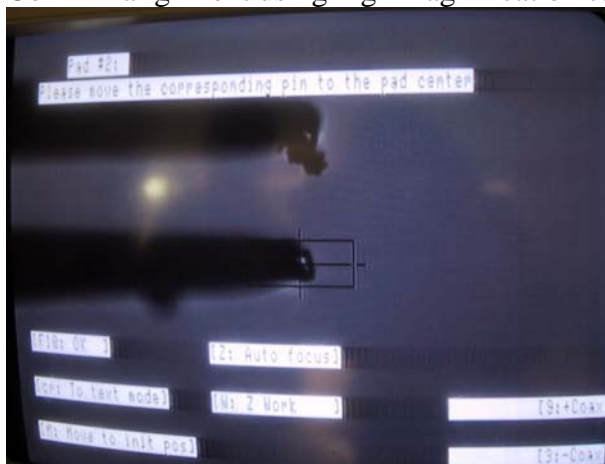 Pad #2:
Please move the corresponding pin to the pad center
[F10: OK ]
[Z: Auto focus]
[cr: To text mode]
[W: Z Work ]
[9:+Coax
[M: Move to init pos]
[3:-Coax